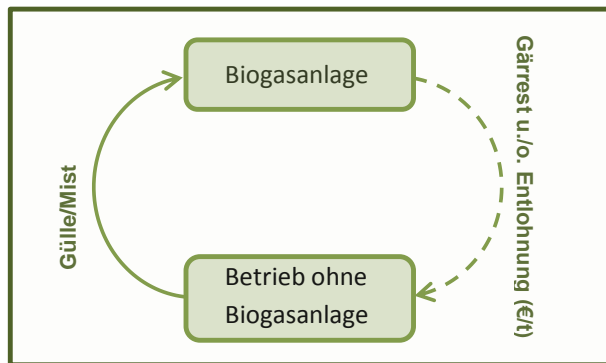 Biogasanlage
Gülle/Mist
Gärrest u./o. Entlohnung (€/t)
Betrieb ohne
Biogasanlage